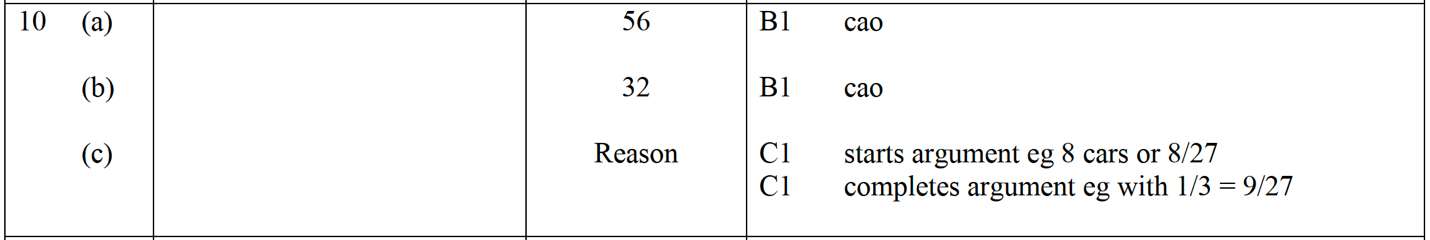 10 (a) 56 B1 cao
(b) 32 B1 cao
(c) Reason C1 starts argument eg 8 cars or 8/27
C1 completes argument eg with 1/3 = 9/27